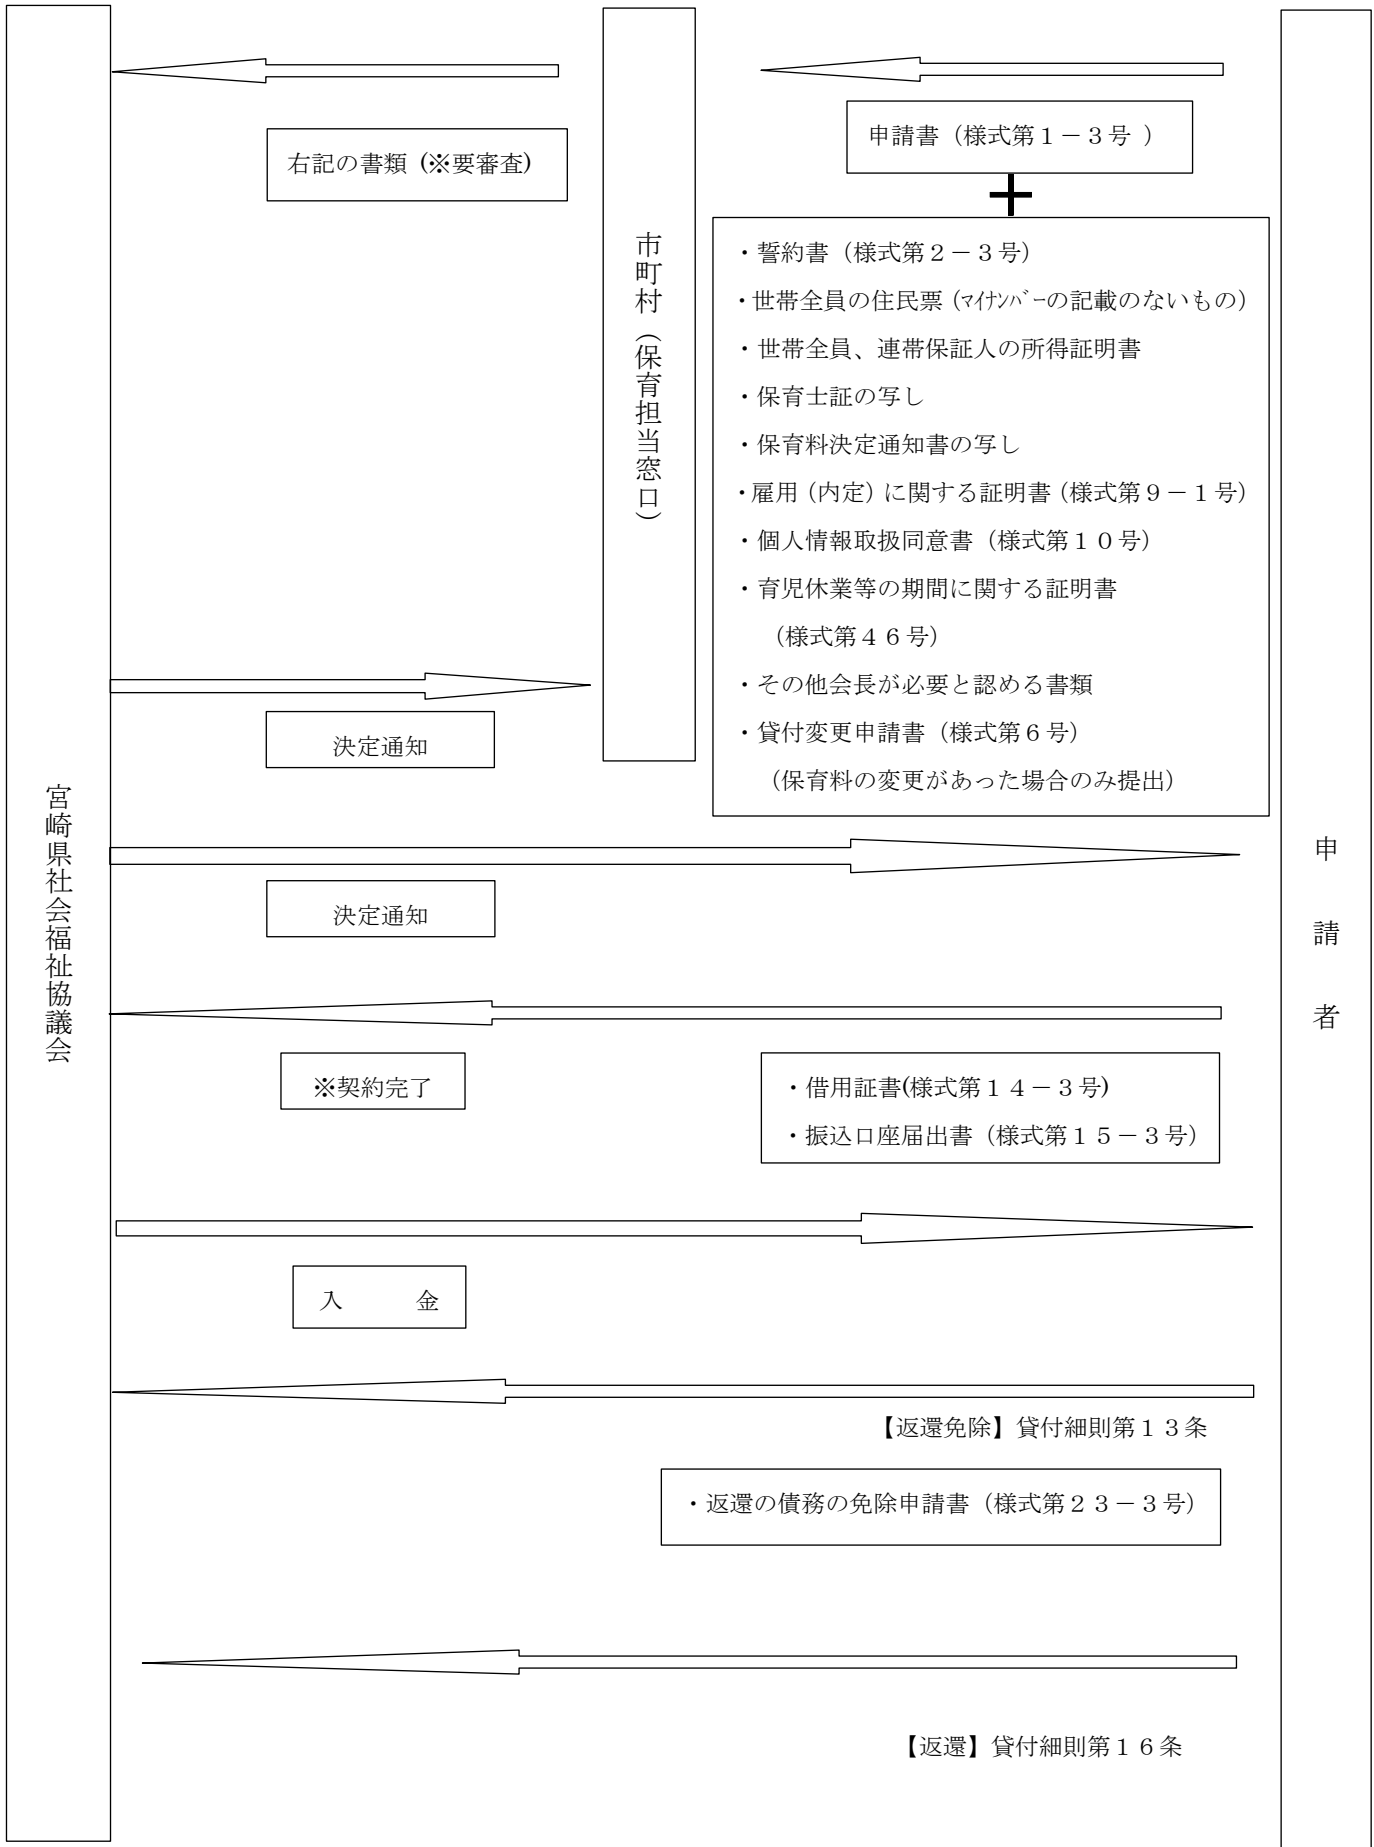 申請書（様式第１－３号 ）
右記の書類 (※要審査)
市町村（保育担当窓口）
・誓約書（様式第２－３号）
・世帯全員の住民票（ﾏｲﾅﾝﾊﾞｰの記載のないもの）
・世帯全員、連帯保証人の所得証明書
・保育士証の写し
・保育料決定通知書の写し
・雇用（内定）に関する証明書（様式第９－１号）
・個人情報取扱同意書（様式第１０号）
・育児休業等の期間に関する証明書
（様式第４６号）
・その他会長が必要と認める書類
・貸付変更申請書（様式第６号）
（保育料の変更があった場合のみ提出）
決定通知
宮崎県社会福祉協議会
申請者
決定通知
※契約完了
・借用証書(様式第１４－３号)
・振込口座届出書（様式第１５－３号）
入　　　金
【返還免除】貸付細則第１３条
・返還の債務の免除申請書（様式第２３－３号）
【返還】貸付細則第１６条